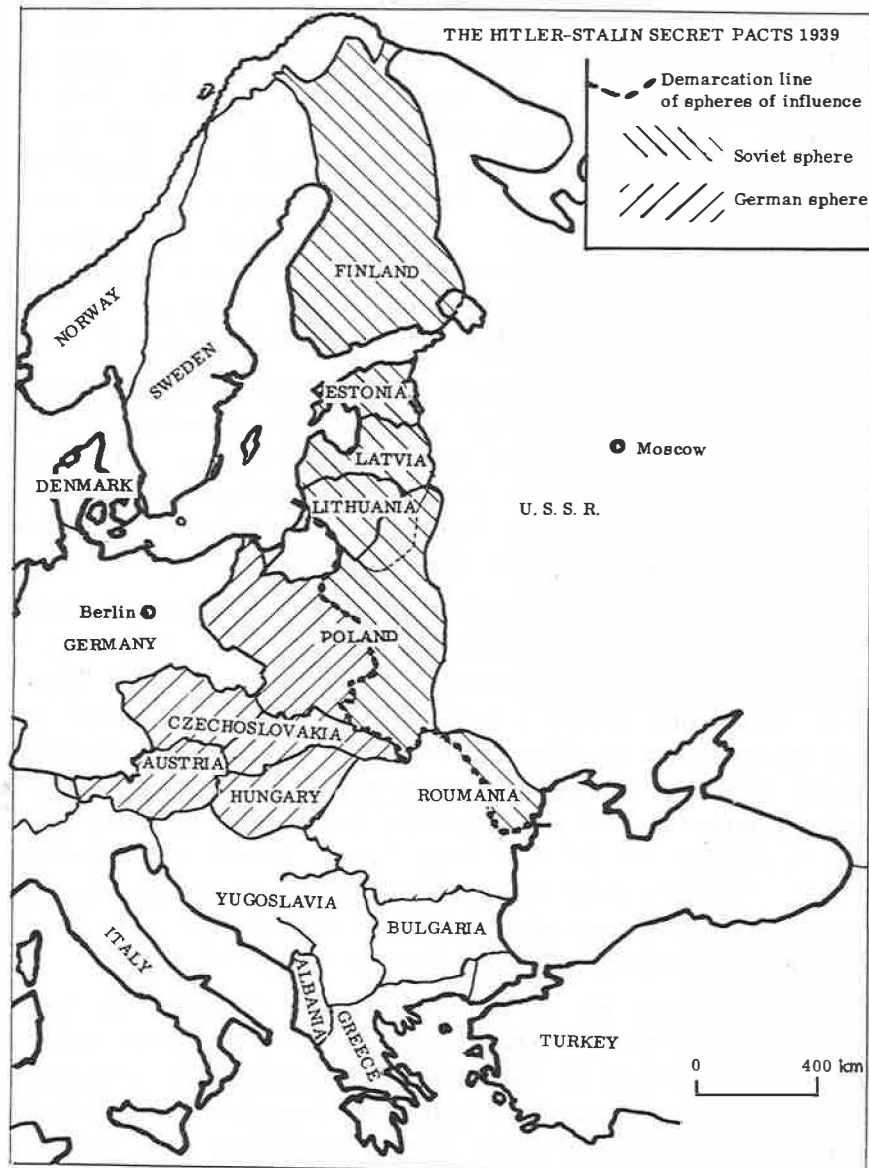 THE HITLER-STALIN SECRET PACTS 1939
Demarcation line
of spheres of influence
Soviet sphere
German sphere
FINLAND
NORWAY
SWEDEN
ESTONIA
Moscow
LATVIA
DENMARK
LITHUANIA
U. S. S. R.
Berlin
GERMANY
POLAND
CZECHOSLOVAKIA
AUSTRIA
HUNGARY
ROUMANIA
YUGOSLAVIA
BULGARIA
ITALY
ALBANIA
GREECE
TURKEY
0 400 km